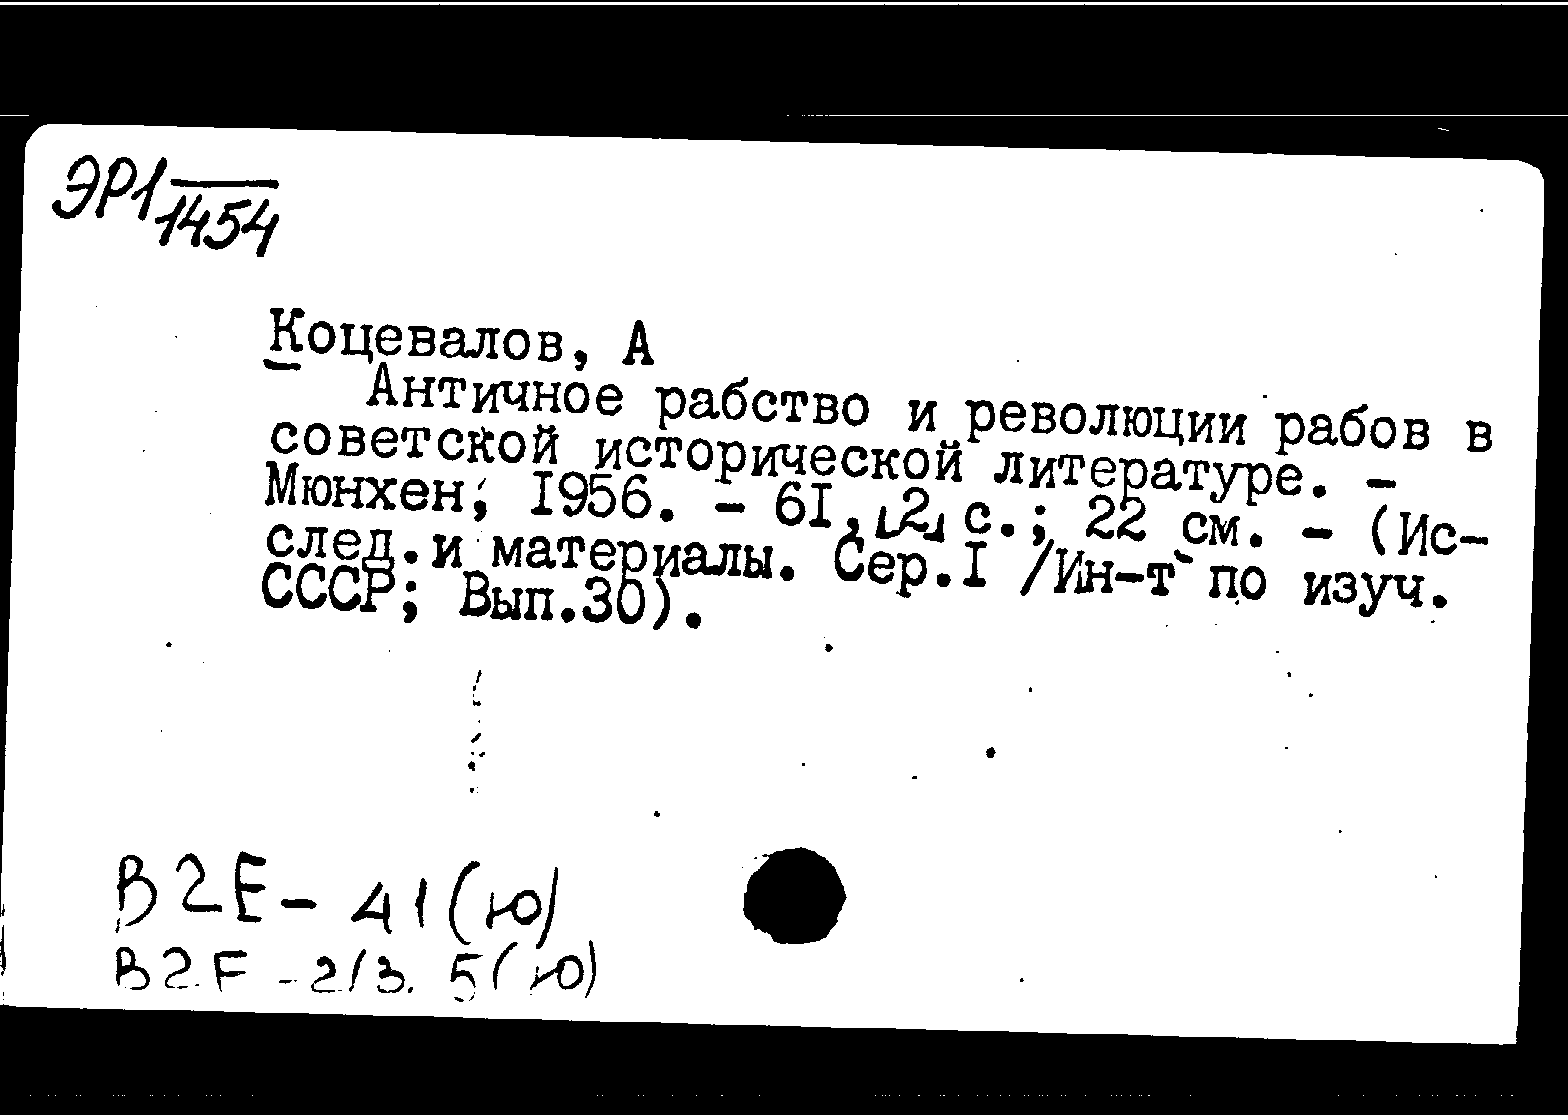 ЭР1
1454
Коцевалов, А
Античное рабство и революции рабов в
советской исторической литературе. -
Мюнхен, 1956. - 61, [2] с.; 22 см. - (Ис-
след. и материалы. Сер.I /Ин-т по изуч.
СССР; Вып.30).
В2Е - 41(ю)
В2F - 2/3. 5(ю)